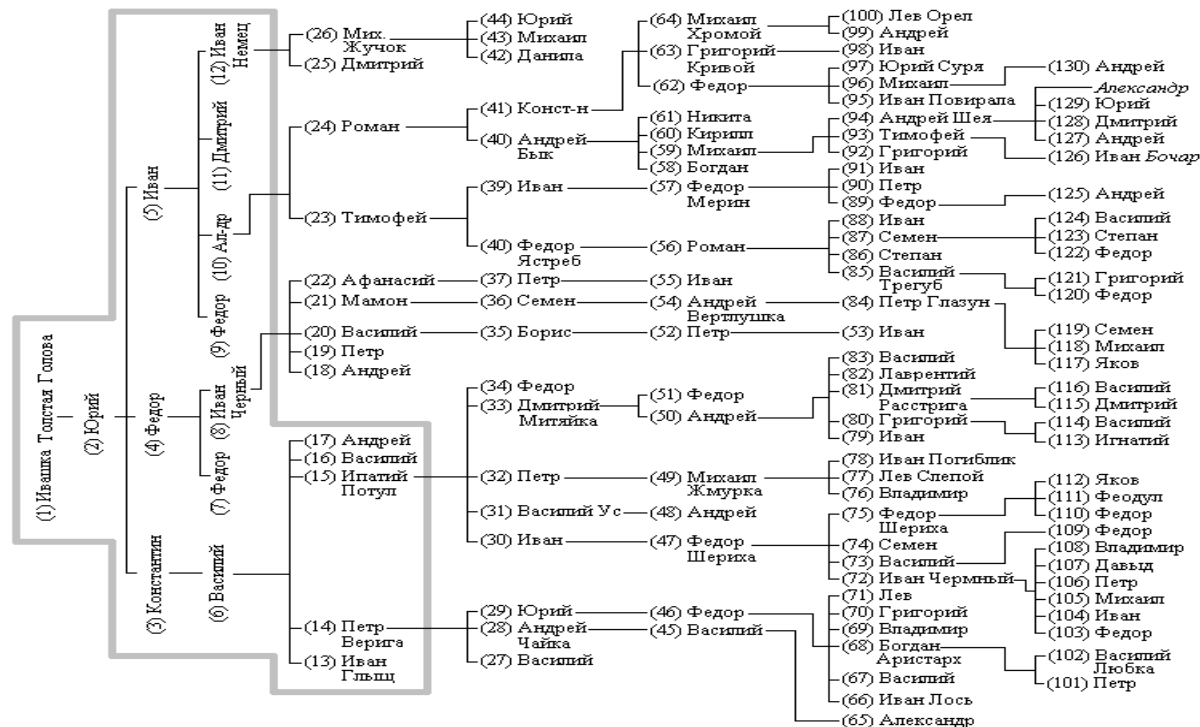 (1) Ивашка Толстая Голова
(2) Юрий
(5) Иван
(4) Федор
(3) Константин
(12) Иван
Немец
(11) Дмитрий
(10) Ал-др
(9) Федор
(8) Иван
Черный
(7) Федор
(6) Василий
(26) Мих.
Жучок
(25) Дмитрий
(24) Роман
(23) Тимофей
(22) Афанасий
(21) Мамон
(20) Василий
(19) Петр
(18) Андрей
(17) Андрей
(16) Василий
(15) Ипатий
Потул
(14) Петр
Верига
(13) Иван
(44) Юрий
(43) Михаил
(42) Данила
(41) Конст-н
(40) Андрей
Бык
(39) Иван
(40) Федор
Ястреб
(37) Петр
(36) Семен
(35) Борис
(34) Федор
(33) Дмитрий
Митяйка
(32) Петр
(31) Василий Ус
(30) Иван
(29) Юрий
(28) Андрей
Чайка
(27) Василий
(64) Михаил
Хромой
(63) Григорий
Кривой
(62) Федор
(61) Никита
(60) Кирилл
(59) Михаил
(58) Богдан
(57) Федор
Мерин
(56) Роман
(55) Иван
(54) Андрей
Вертлушка
(52) Петр
(51) Федор
(50) Андрей
(49) Михаил
Жмурка
(48) Андрей
(47) Федор
Шериха
(46) Федор
(45) Василий
(100) Лев Орел
(99) Андрей
(98) Иван
(97) Юрий Суря
(96) Михаил
(95) Иван Повирала
(94) Андрей Шея
(93) Тимофей
(92) Григорий
(91) Иван
(90) Петр
(89) Федор
(88) Иван
(87) Семен
(86) Степан
(85) Василий
Трегуб
(84) Петр Глазун
(53) Иван
(83) Василий
(82) Лаврентий
(81) Дмитрий
Расстрига
(80) Григорий
(79) Иван
(78) Иван Погиблик
(77) Лев Слепой
(76) Владимир
(75) Федор
Шериха
(74) Семен
(73) Василий
(72) Иван Чермный
(71) Лев
(70) Григорий
(69) Владимир
(68) Богдан
Аристарх
(67) Василий
(66) Иван Лось
(65) Александр
(130) Андрей
Александр
(129) Юрий
(128) Дмитрий
(127) Андрей
(126) Иван Бочар
(125) Андрей
(124) Василий
(123) Степан
(122) Федор
(121) Григорий
(120) Федор
(119) Семен
(118) Михаил
(117) Яков
(116) Василий
(115) Дмитрий
(114) Василий
(113) Игнатий
(112) Яков
(111) Феодул
(110) Федор
(109) Федор
(108) Владимир
(107) Давыд
(106) Петр
(105) Михаил
(104) Иван
(103) Федор
(102) Василий
Любка
(101) Петр